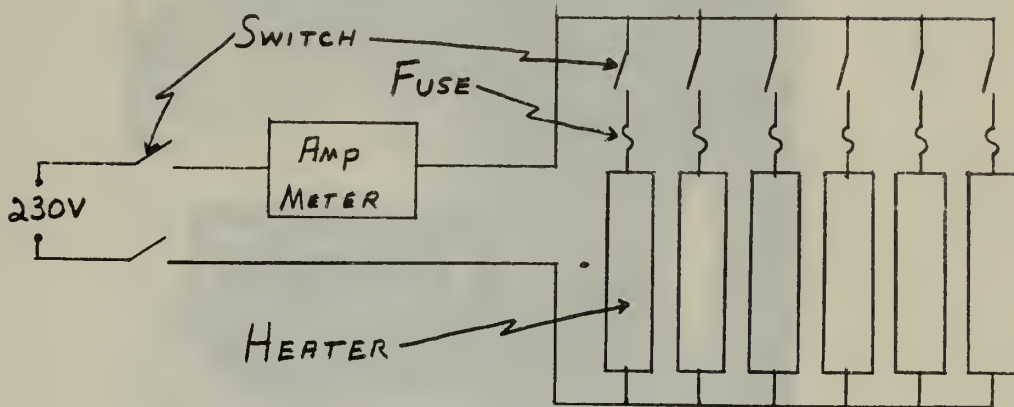 SWITCH
FUSE
AMP
METER
230V
HEATER